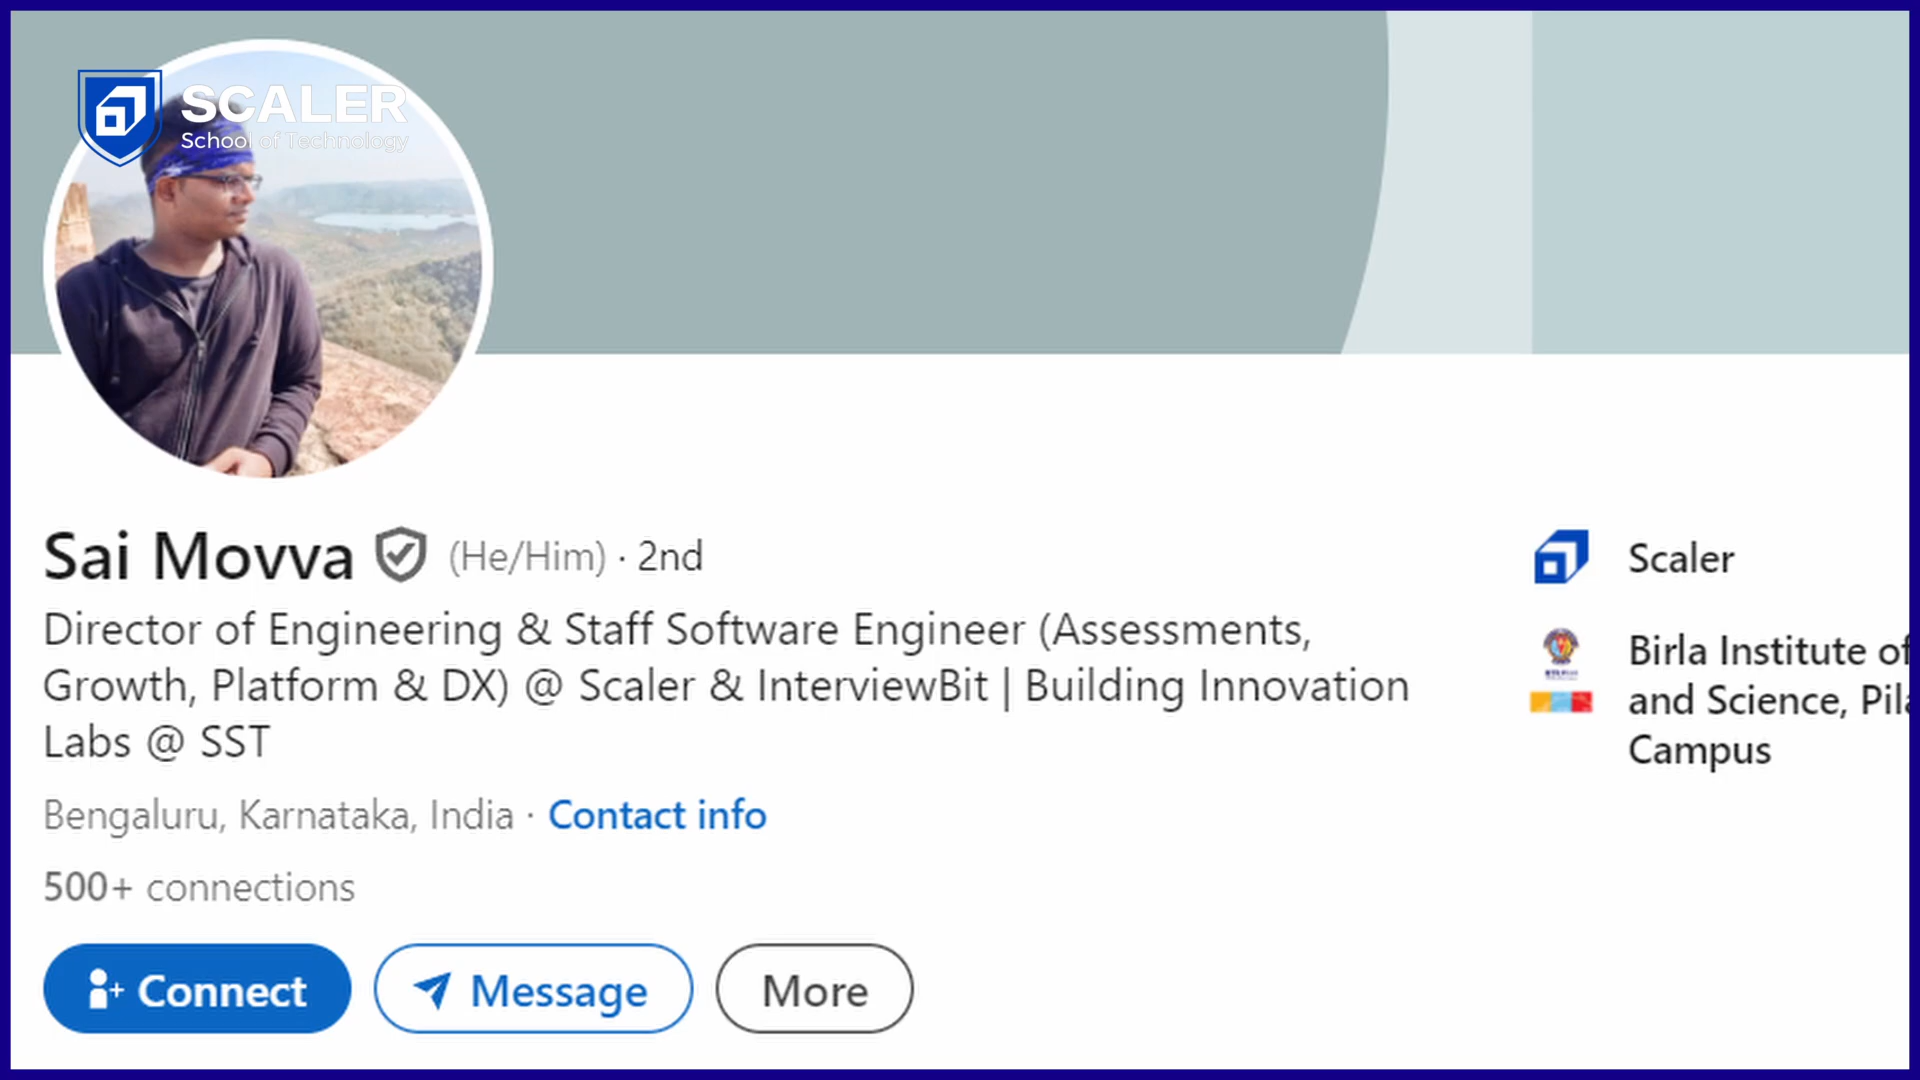 SCALER
School of Technology
Sai Movva (He/Him) · 2nd
Director of Engineering & Staff Software Engineer (Assessments,
Growth, Platform & DX) @ Scaler & InterviewBit | Building Innovation
Labs @ SST
Bengaluru, Karnataka, India · Contact info
500+ connections
Connect
Message
More
Scaler
Birla Institute of
and Science,
Campus